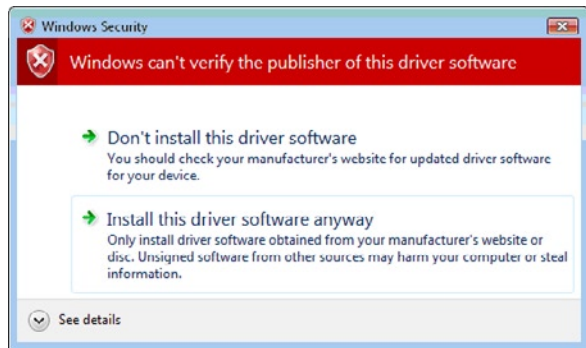 Windows Security
Windows can't verify the publisher of this driver software
Don't install this driver software
You should check your manufacturer's website for updated driver software
for your device.
Install this driver software anyway
Only install driver software obtained from your manufacturer's website or
disc. Unsigned software from other sources may harm your computer or steal
information.
See details